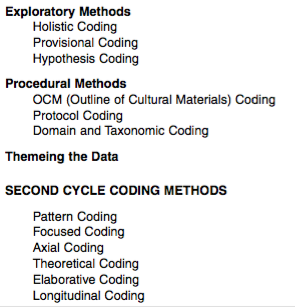 Exploratory Methods
Holistic Coding
Provisional Coding
Hypothesis Coding
Procedural Methods
OCM (Outline of Cultural Materials) Coding
Protocol Coding
Domain and Taxonomic Coding
Themeing the Data
SECOND CYCLE CODING METHODS
Pattern Coding
Focused Coding
Axial Coding
Theoretical Coding
Elaborative Coding
Longitudinal Coding